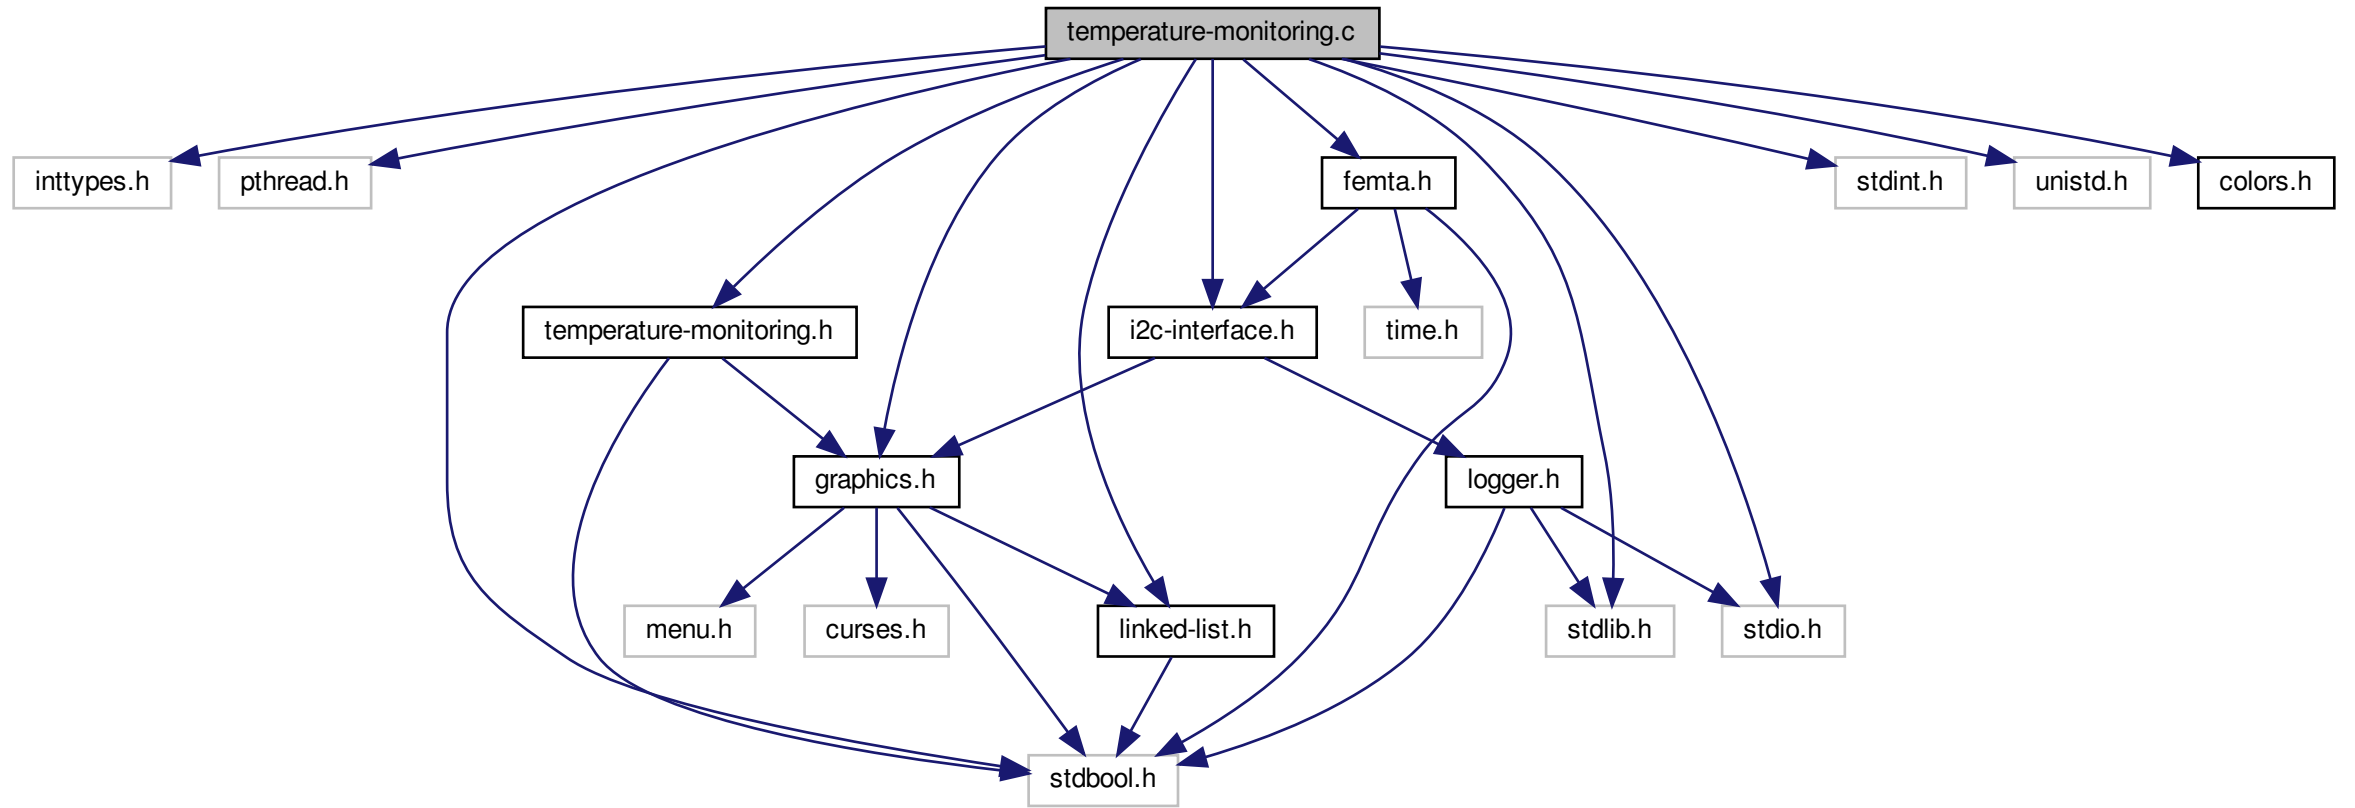 temperature-monitoring.c
inttypes.h
pthread.h
femta.h
stdint.h
unistd.h
colors.h
temperature-monitoring.h
i2c-interface.h
time.h
graphics.h
logger.h
menu.h
curses.h
linked-list.h
stdlib.h
stdio.h
stdbool.h